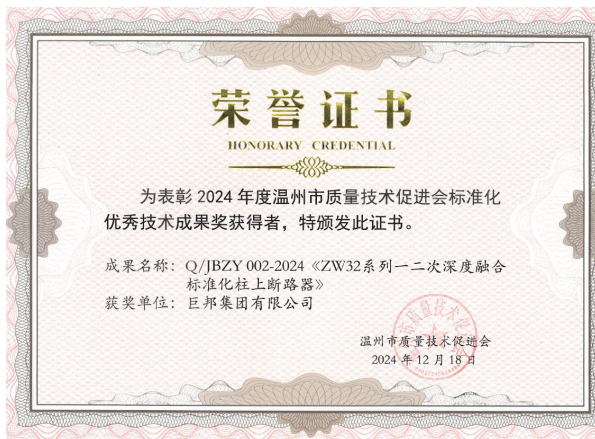 荣誉证书
HONORARY CREDENTIAL
为表彰 2024 年度温州市质量技术促进会标准化
优秀技术成果奖获得者，特颁发此证书。
成果名称：Q/JBZY 002-2024《ZW32系列一二次深度融合
标准化柱上断路器》
获奖单位：巨邦集团有限公司
温州市质量技术促进会
2024 年 12 月 18 日